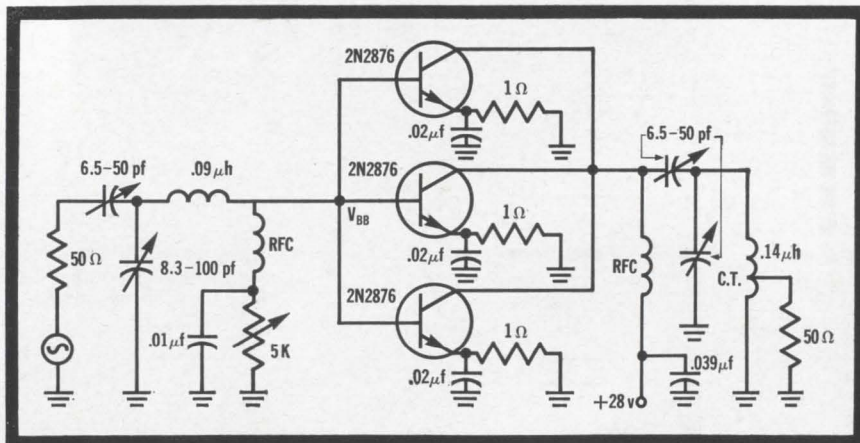 2N2876
1Ω
.02μf
6.5–50 pf
.09μh
6.5–50 pf
2N2876
1Ω
V_BB
.02μf
50Ω
8.3–100 pf
RFC
RFC
.14μh
C.T.
2N2876
1Ω
.01μf
5K
.02μf
50Ω
+28 v
.039μf